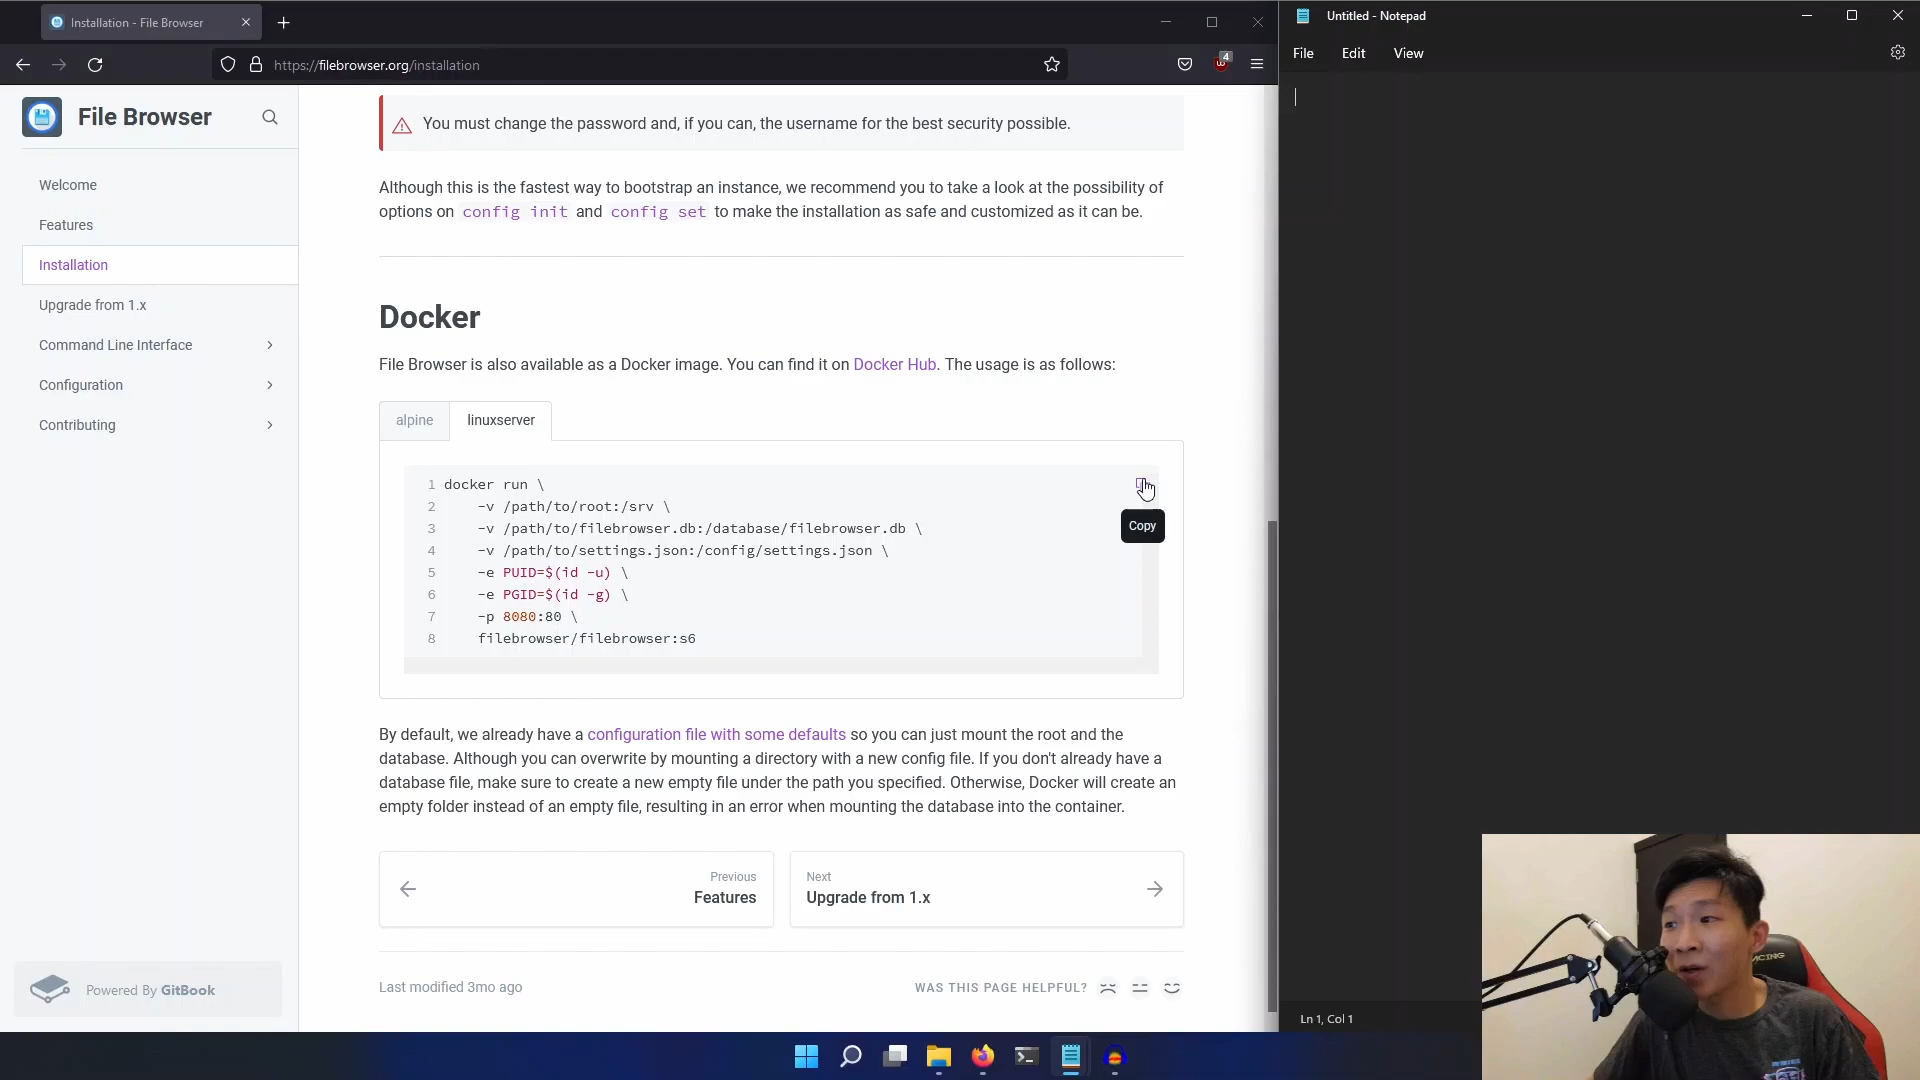 Installation - File Browser
https://filebrowser.org/installation
4
File Browser
Welcome
Features
Installation
Upgrade from 1.x
Command Line Interface
Configuration
Contributing
Powered By GitBook
You must change the password and, if you can, the username for the best security possible.
Although this is the fastest way to bootstrap an instance, we recommend you to take a look at the possibility of
options on config init and config set to make the installation as safe and customized as it can be.
Docker
File Browser is also available as a Docker image. You can find it on Docker Hub. The usage is as follows:
alpine
linuxserver
1 docker run \
2 -v /path/to/root:/srv \
3 -v /path/to/filebrowser.db:/database/filebrowser.db \
4 -v /path/to/settings.json:/config/settings.json \
5 -e PUID=$(id -u) \
6 -e PGID=$(id -g) \
7 -p 8080:80 \
8 filebrowser/filebrowser:s6
Copy
By default, we already have a configuration file with some defaults so you can just mount the root and the
database. Although you can overwrite by mounting a directory with a new config file. If you don't already have a
database file, make sure to create a new empty file under the path you specified. Otherwise, Docker will create an
empty folder instead of an empty file, resulting in an error when mounting the database into the container.
Previous
Features
Next
Upgrade from 1.x
Last modified 3mo ago
WAS THIS PAGE HELPFUL?
Untitled - Notepad
File Edit View
Ln 1, Col 1